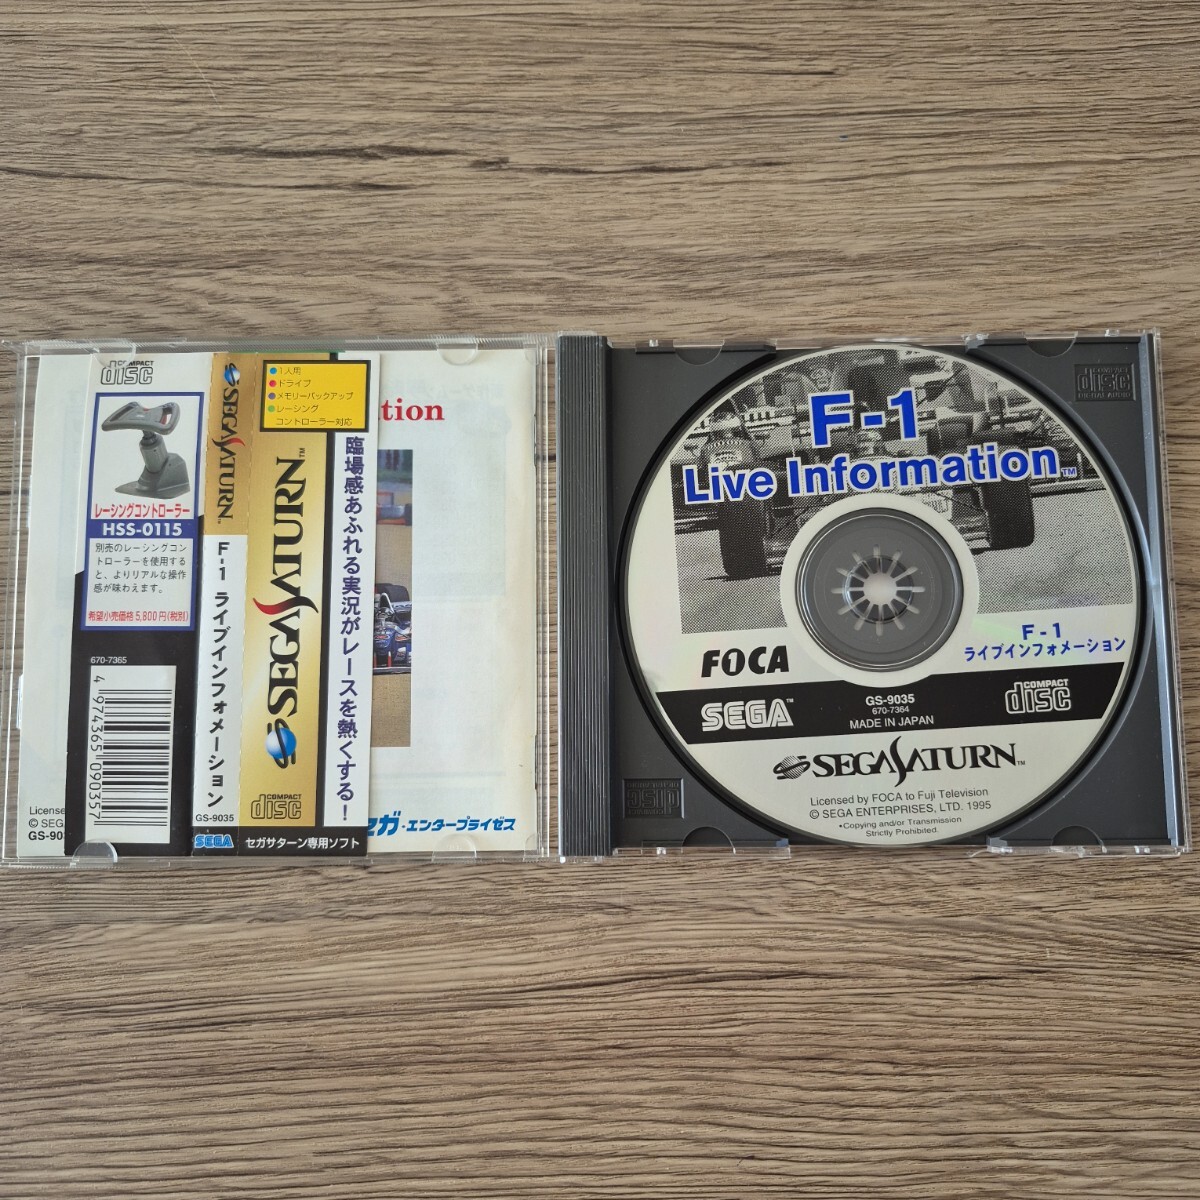 COMPACT
disc
レーシングコントローラー
HSS-0115
別売のレーシングコン
トローラーを使用する
と、よりリアルな操作
感が味わえます。
希望小売価格5,800円(税別)
670-7365
4 974365 090357
Licensed
© SEGA
GS-90
SEGA SATURN™
F-1 ライブインフォメーション
GS-9035
SEGA
●1人用
●ドライブ
●メモリーバックアップ
●レーシング
コントローラー対応
SEGA SATURN™
COMPACT
disc
セガサターン専用ソフト
臨場感あふれる実況がレースを熱くする!
tion
セガ・エンタープライゼス
F-1
Live Information™
F-1
ライブインフォメーション
FOCA
SEGA™
GS-9035
670-7364
MADE IN JAPAN
COMPACT
disc
SEGA SATURN™
Licensed by FOCA to Fuji Television
© SEGA ENTERPRISES, LTD. 1995
•Copying and/or Transmission
Strictly Prohibited.
COMPACT
disc
DIGITAL AUDIO